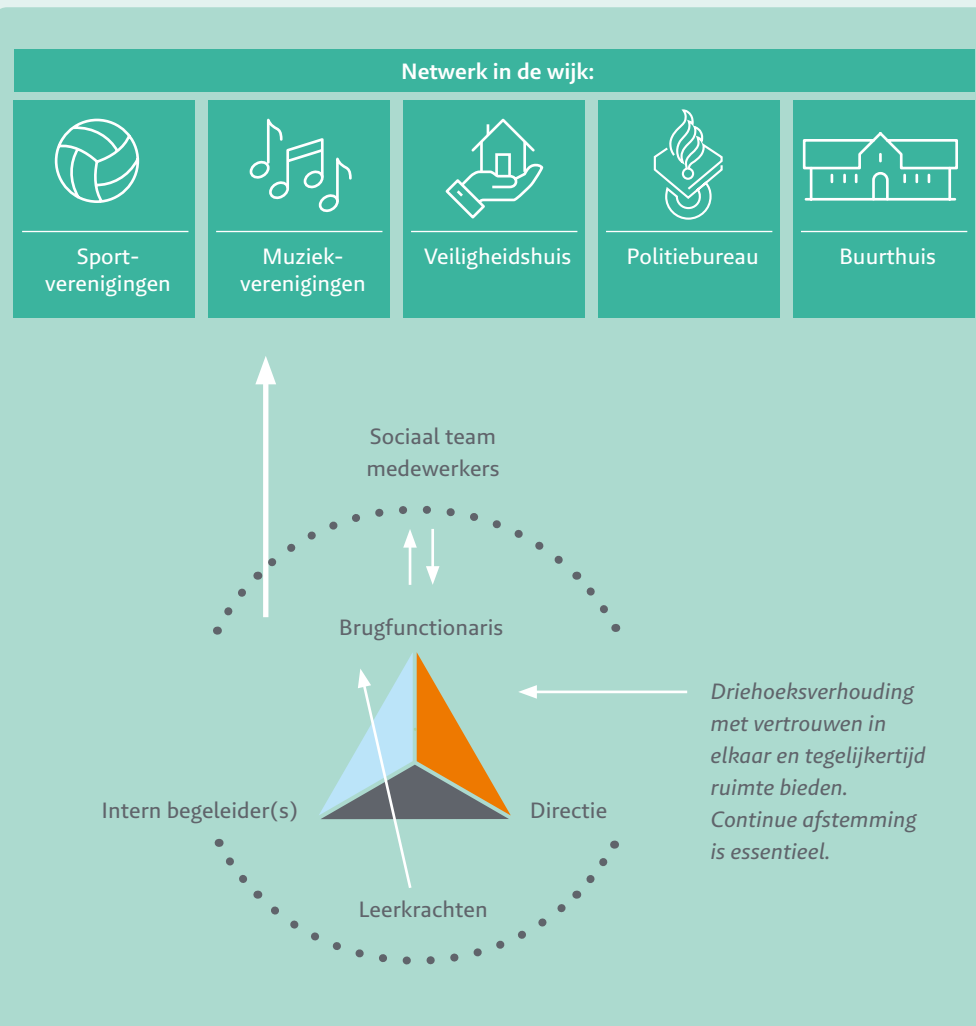 Netwerk in de wijk:
Sport-
verenigingen
Muziek-
verenigingen
Veiligheidshuis
Politiebureau
Buurthuis
Sociaal team
medewerkers
Brugfunctionaris
Driehoeksverhouding
met vertrouwen in
elkaar en tegelijkertijd
ruimte bieden.
Continue afstemming
is essentieel.
Intern begeleider(s)
Directie
Leerkrachten